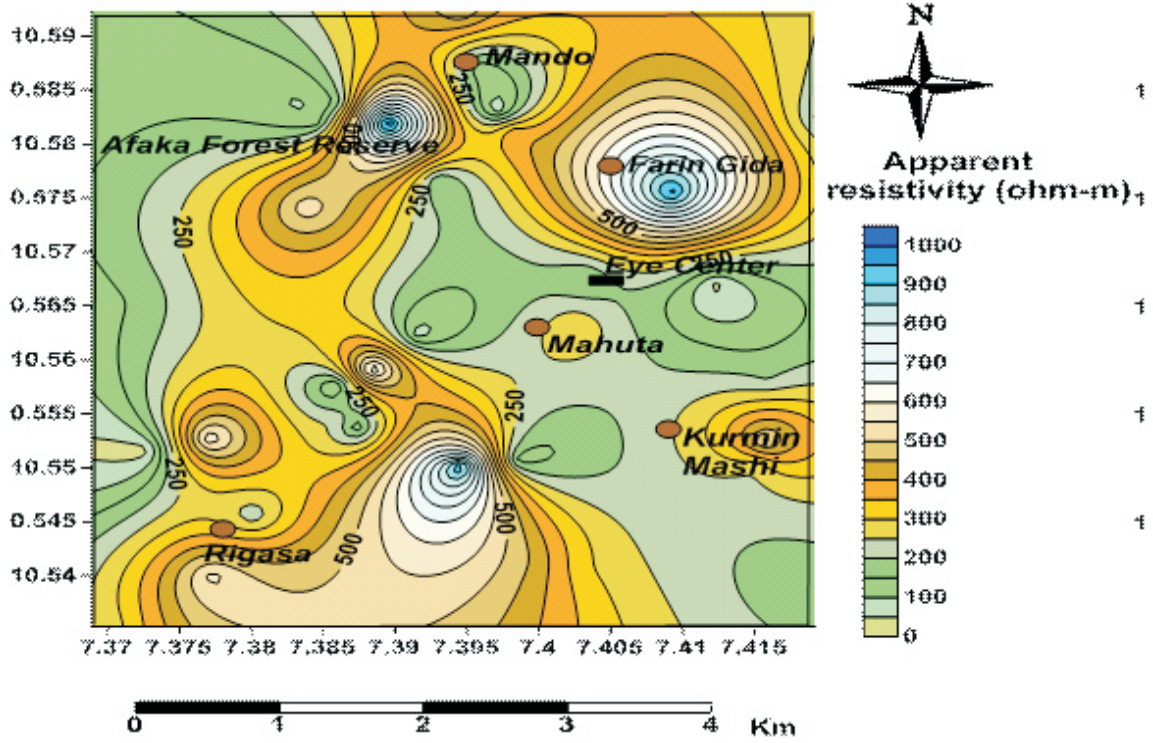 N
10.59
0.585
10.58
0.575
10.57
0.565
10.56
0.555
10.55
0.545
10.54
Mando
250
Afaka Forest Reserve
Farin Gida
250
250
500
Eye Center
Mahuta
250
250
Kurmin
Mashi
250
500
500
Rigasa
7.37 7.375 7.38 7.385 7.39 7.395 7.4 7.405 7.41 7.415
0 1 2 3 4 Km
Apparent
resistivity (ohm-m)
1000
900
800
700
600
500
400
300
200
100
0